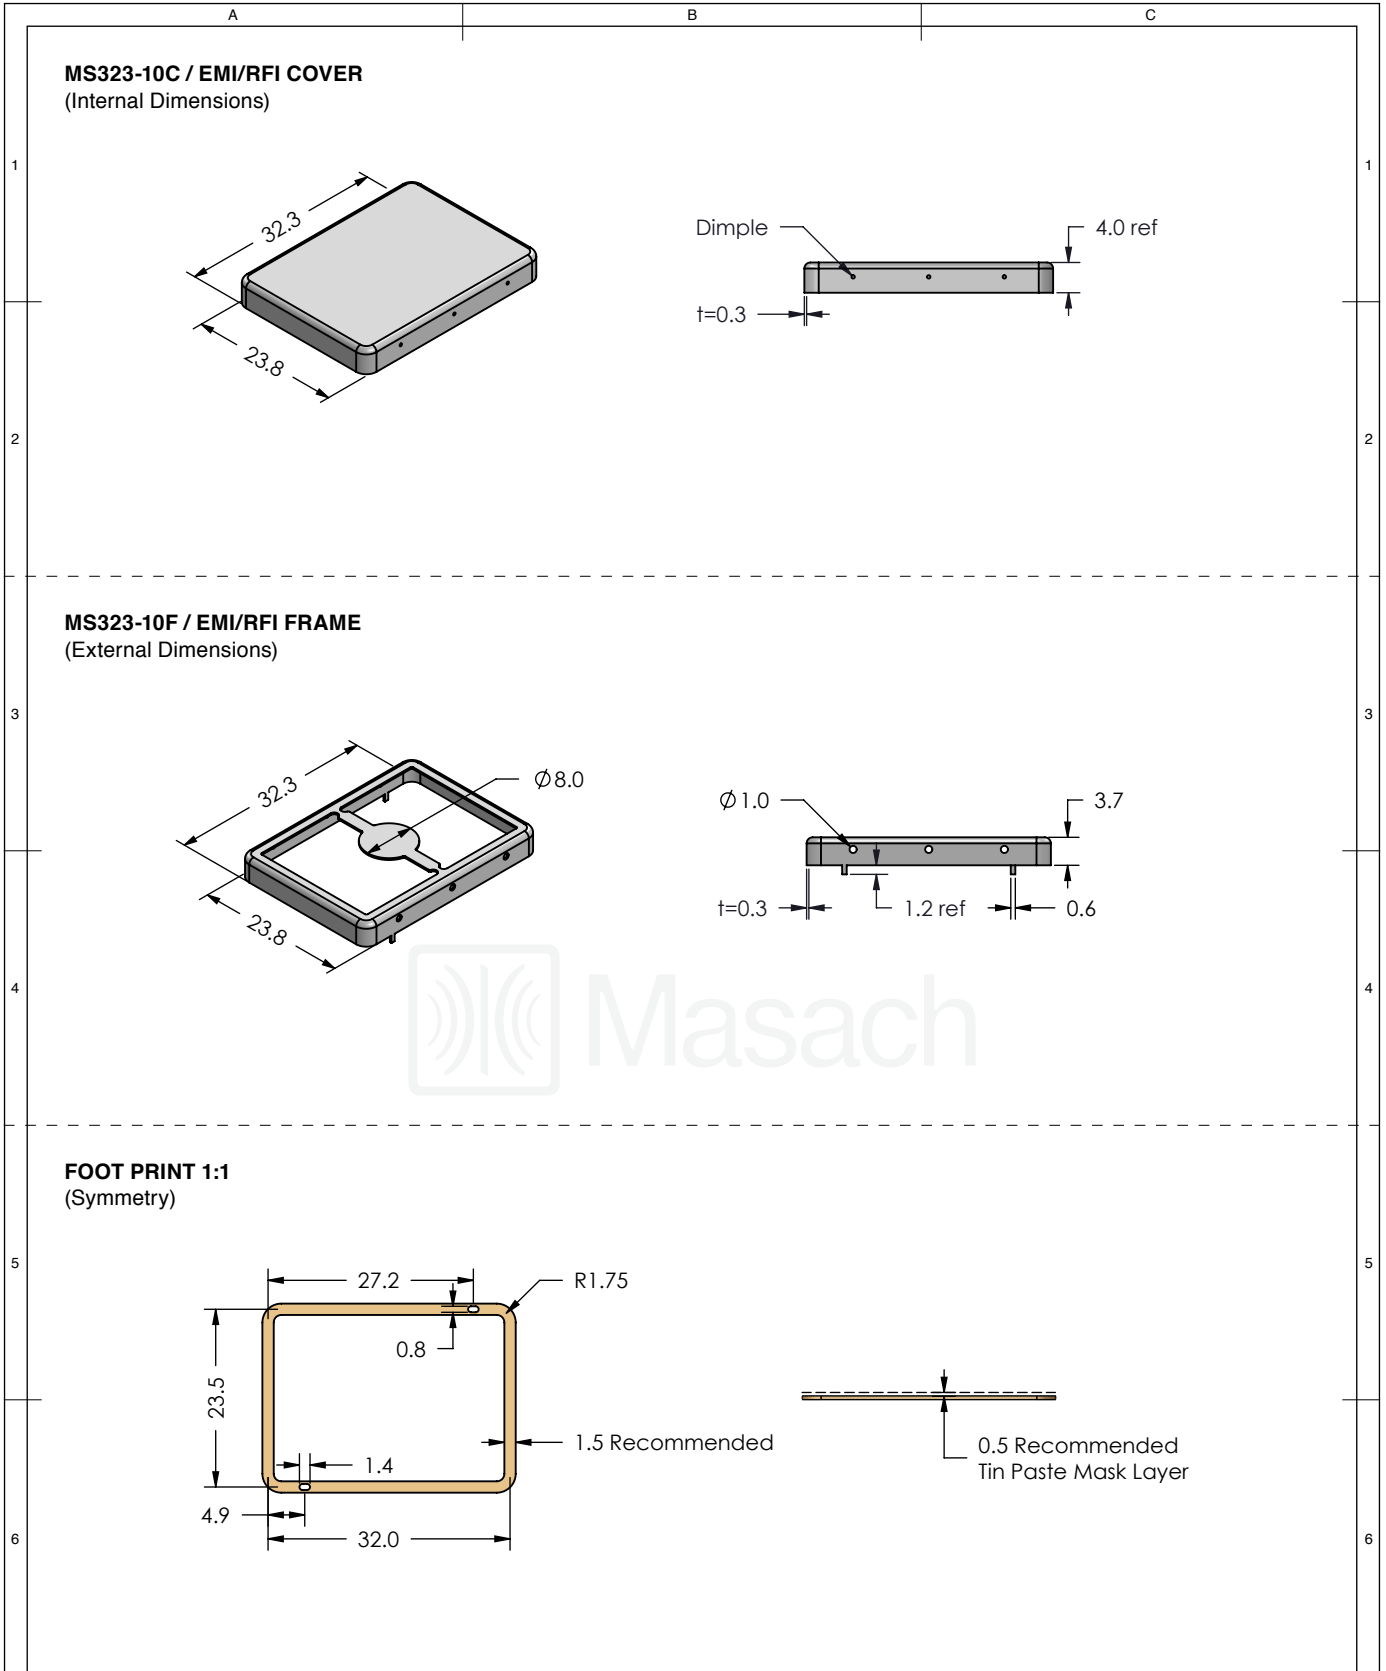 A B C
MS323-10C / EMI/RFI COVER
(Internal Dimensions)
1 1
32.3
23.8
Dimple
4.0 ref
t=0.3
2 2
MS323-10F / EMI/RFI FRAME
(External Dimensions)
3 3
32.3
Ø8.0
23.8
Ø1.0
3.7
t=0.3
1.2 ref
0.6
Masach
4 4
FOOT PRINT 1:1
(Symmetry)
5 5
27.2
R1.75
0.8
23.5
1.5 Recommended
1.4
4.9
32.0
0.5 Recommended
Tin Paste Mask Layer
6 6